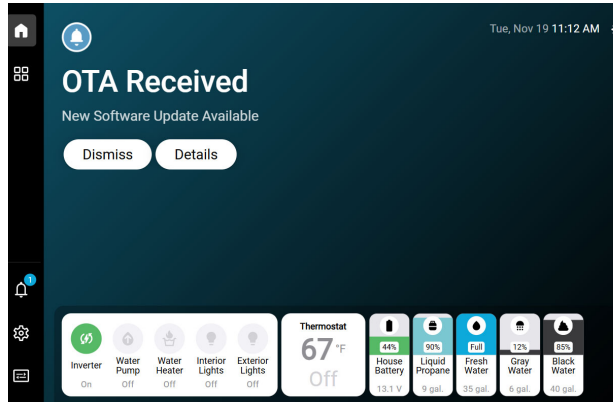 Tue, Nov 19 11:12 AM
OTA Received
New Software Update Available
Dismiss
Details
1
Inverter
On
Water
Pump
Off
Water
Heater
Off
Interior
Lights
Off
Exterior
Lights
Off
Thermostat
67 °F
Off
44%
House
Battery
13.1 V
90%
Liquid
Propane
9 gal.
Full
Fresh
Water
35 gal.
12%
Gray
Water
6 gal.
85%
Black
Water
40 gal.